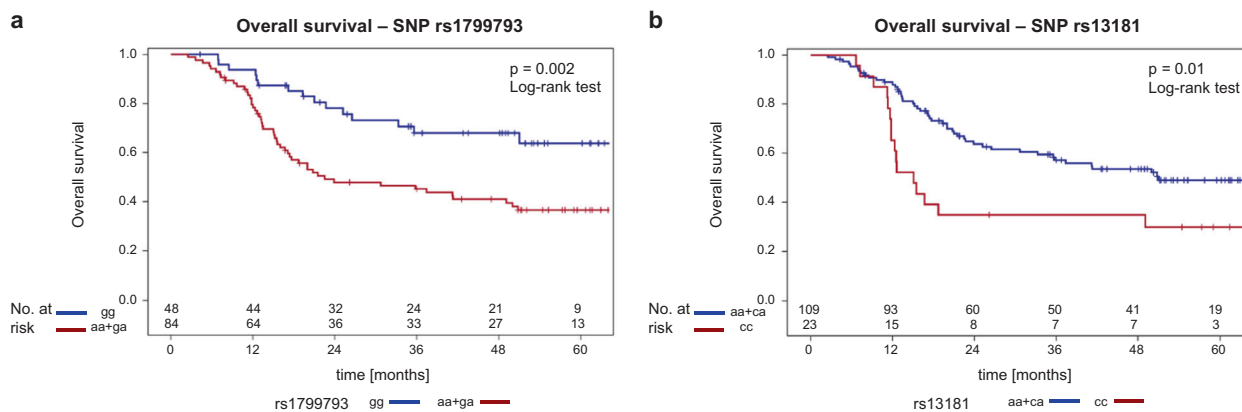 a
Overall survival – SNP rs1799793
p = 0.002
Log-rank test
Overall survival
1.0
0.8
0.6
0.4
0.2
0.0
No. at risk
gg 48 44 32 24 21 9
aa+ga 84 64 36 33 27 13
0 12 24 36 48 60
time [months]
rs1799793 gg aa+ga
b
Overall survival – SNP rs13181
p = 0.01
Log-rank test
Overall survival
1.0
0.8
0.6
0.4
0.2
0.0
No. at risk
aa+ca 109 93 60 50 41 19
cc 23 15 8 7 7 3
0 12 24 36 48 60
time [months]
rs13181 aa+ca cc